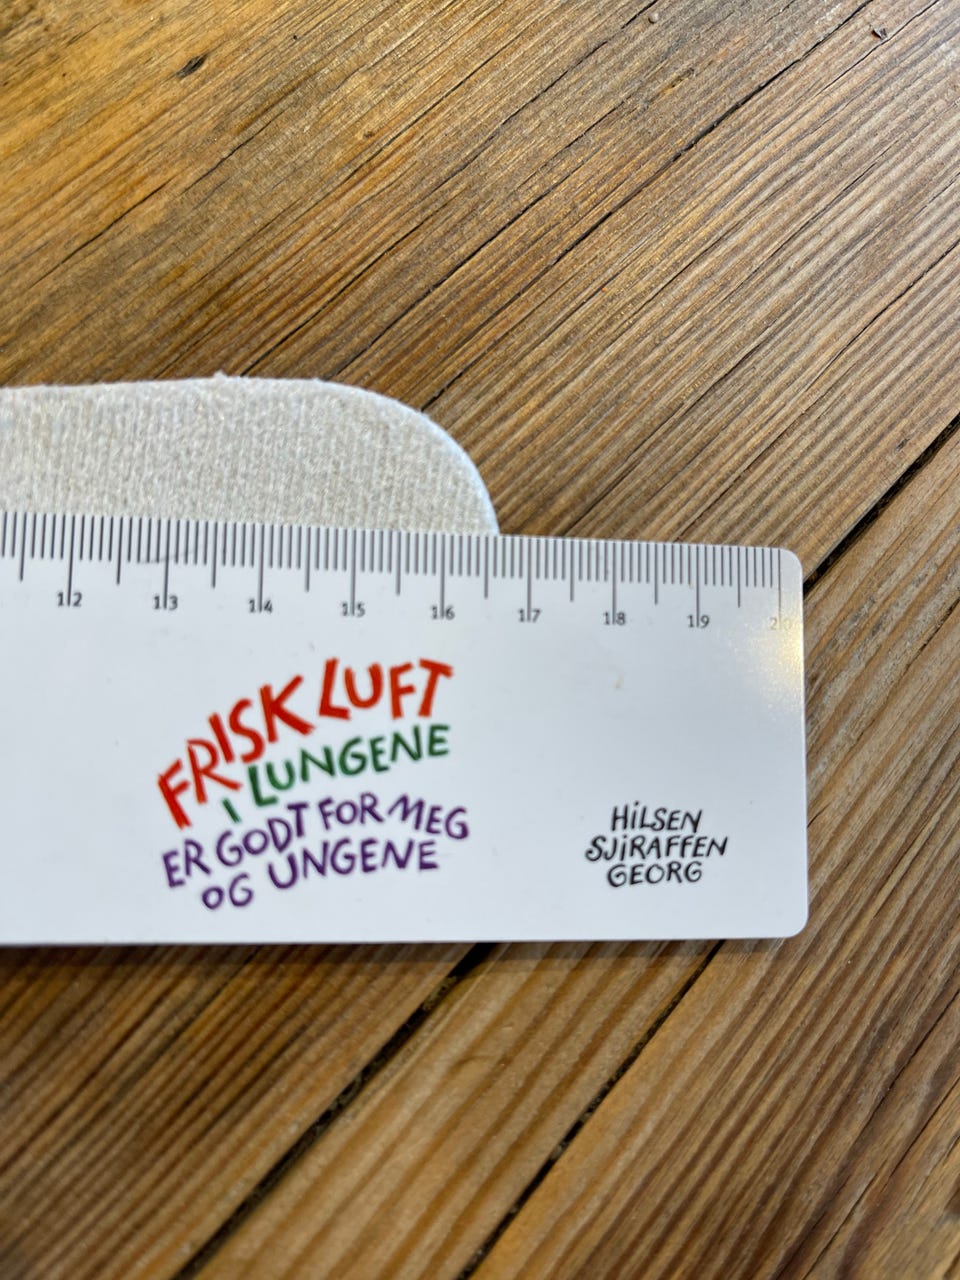 12 13 14 15 16 17 18 19 20
FRISK LUFT
I LUNGENE
ER GODT FOR MEG
OG UNGENE
HILSEN
SJIRAFFEN
GEORG